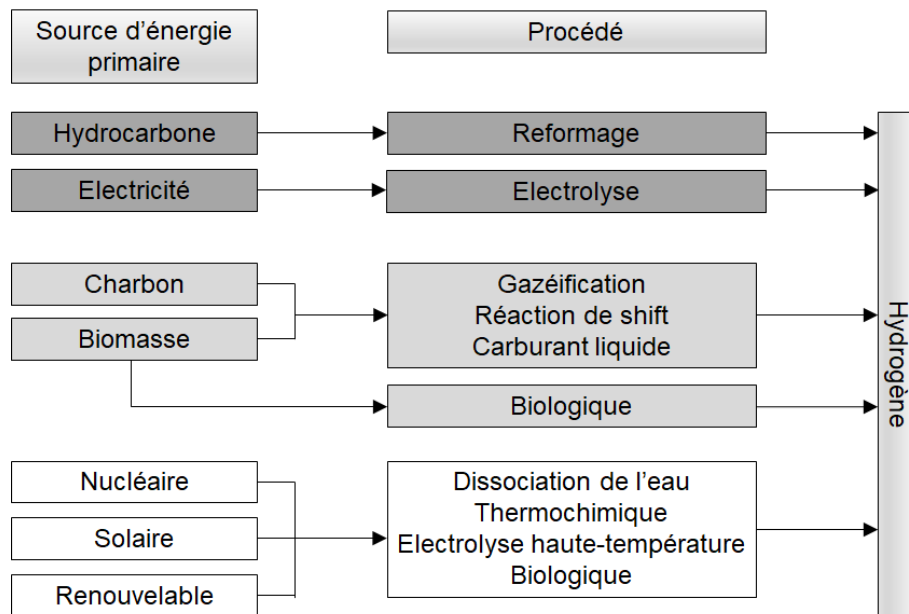 Source d'énergie
primaire
Procédé
Hydrocarbone
Reformage
Electricité
Electrolyse
Charbon
Biomasse
Gazéification
Réaction de shift
Carburant liquide
Biologique
Nucléaire
Solaire
Renouvelable
Dissociation de l'eau
Thermochimique
Electrolyse haute-température
Biologique
Hydrogène